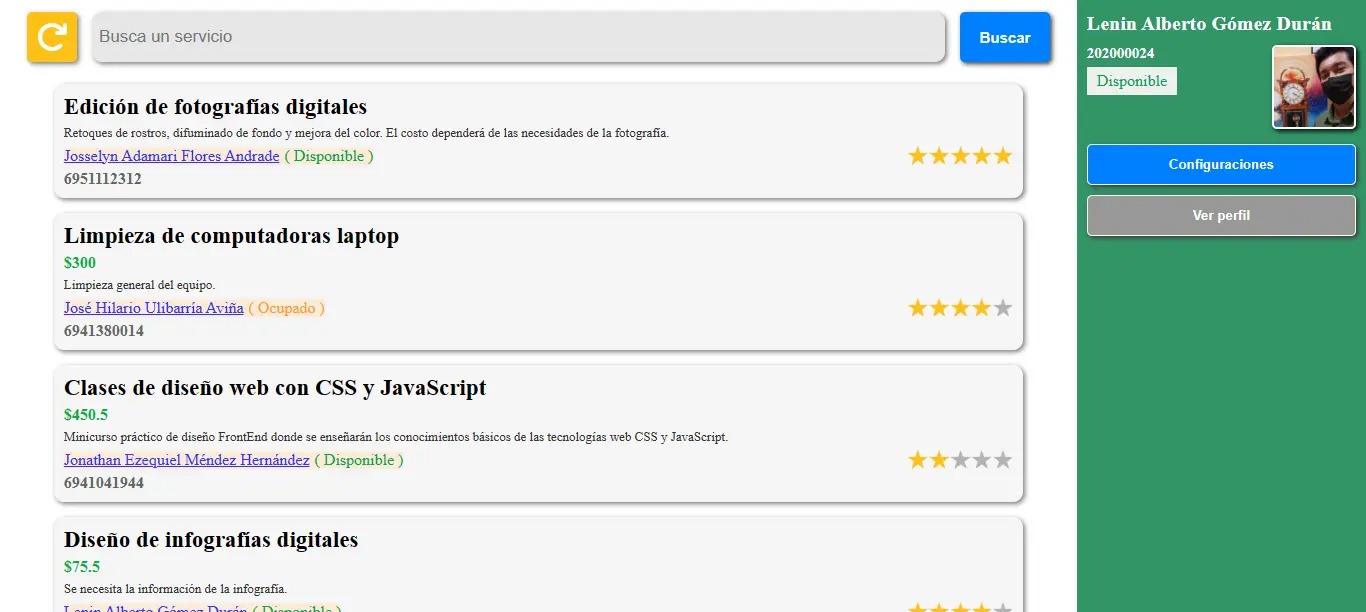 Busca un servicio
Buscar
Edición de fotografías digitales
Retoques de rostros, difuminado de fondo y mejora del color. El costo dependerá de las necesidades de la fotografía.
Josselyn Adamari Flores Andrade ( Disponible )
6951112312
Limpieza de computadoras laptop
$300
Limpieza general del equipo.
José Hilario Ulibarría Aviña ( Ocupado )
6941380014
Clases de diseño web con CSS y JavaScript
$450.5
Minicurso práctico de diseño FrontEnd donde se enseñarán los conocimientos básicos de las tecnologías web CSS y JavaScript.
Jonathan Ezequiel Méndez Hernández ( Disponible )
6941041944
Diseño de infografías digitales
$75.5
Se necesita la información de la infografía.
Lenin Alberto Gómez Durán ( Disponible )
Lenin Alberto Gómez Durán
202000024
Disponible
Configuraciones
Ver perfil